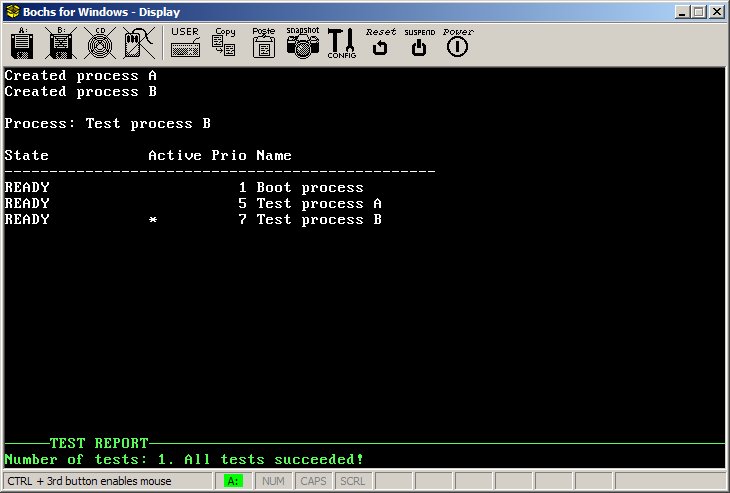 Bochs for Windows - Display
A: B: CD USER Copy Paste snapshot CONFIG Reset SUSPEND Power
Created process A
Created process B
Process: Test process B
State Active Prio Name
------------------------------------------------
READY 1 Boot process
READY 5 Test process A
READY * 7 Test process B
TEST REPORT
Number of tests: 1. All tests succeeded!
CTRL + 3rd button enables mouse A: NUM CAPS SCRL